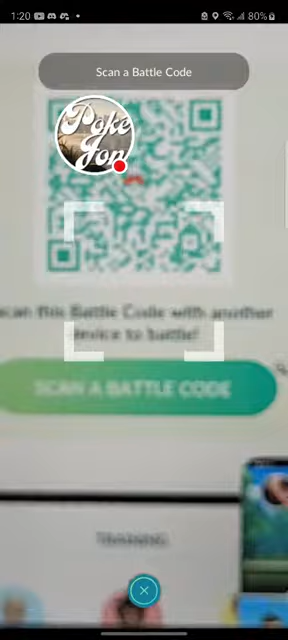 1:20
80%
Scan a Battle Code
Poke
Jon
scan this Battle Code with another
device to battle!
SCAN A BATTLE CODE
TRAINING